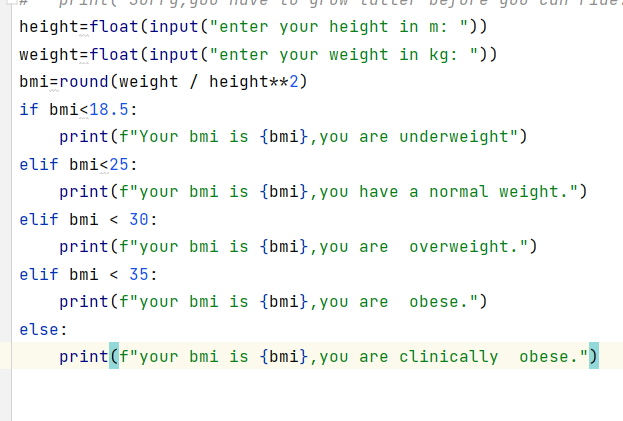 #   print("Sorry,you have to grow taller before you can ride.
height=float(input("enter your height in m: "))
weight=float(input("enter your weight in kg: "))
bmi=round(weight / height**2)
if bmi<18.5:
    print(f"Your bmi is {bmi},you are underweight")
elif bmi<25:
    print(f"your bmi is {bmi},you have a normal weight.")
elif bmi < 30:
    print(f"your bmi is {bmi},you are  overweight.")
elif bmi < 35:
    print(f"your bmi is {bmi},you are  obese.")
else:
    print(f"your bmi is {bmi},you are clinically  obese.")